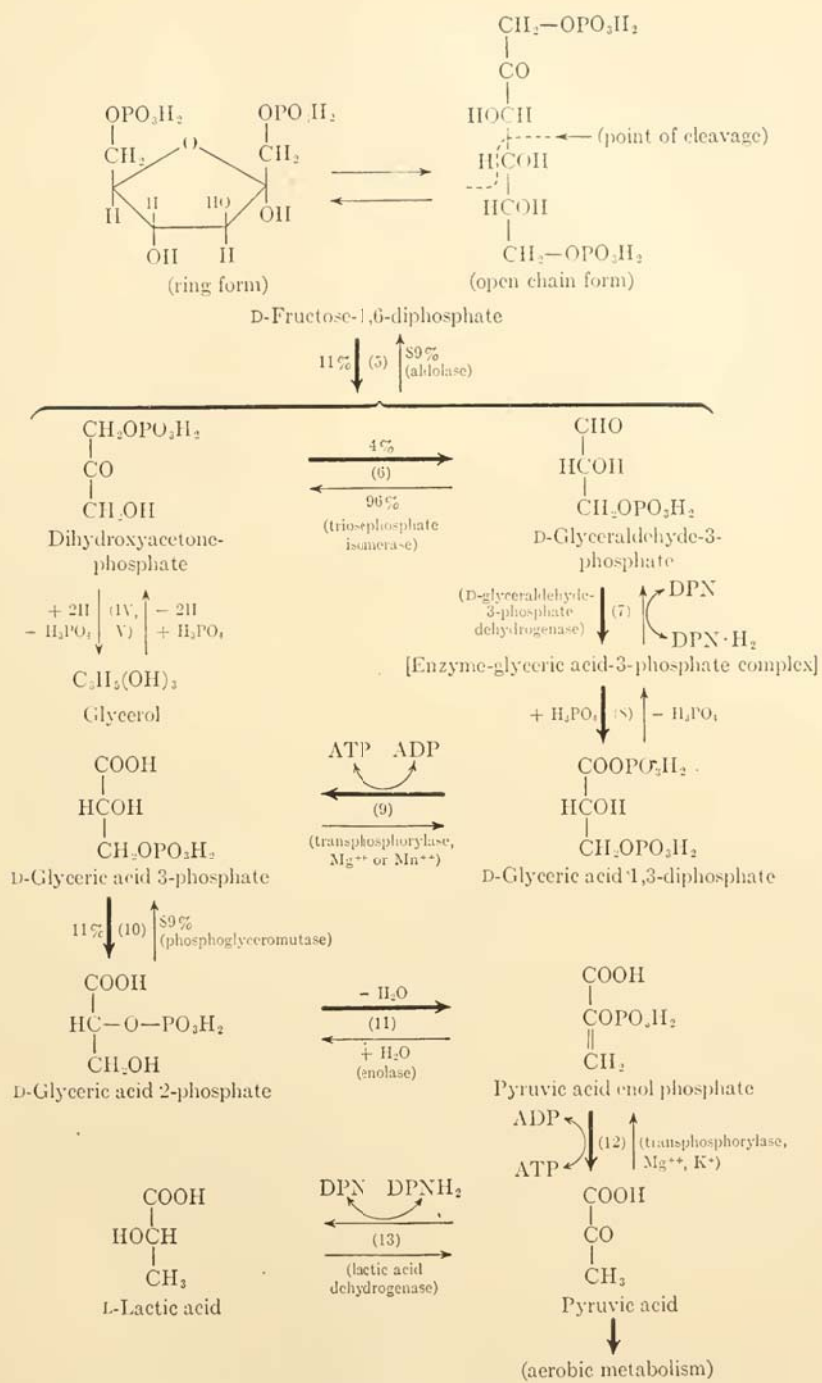 CH₂—OPO₃H₂
CO
HOCH
(point of cleavage)
HCOH
HCOH
CH₂—OPO₃H₂
(open chain form)
OPO₃H₂ OPO₃H₂
CH₂ O CH₂
H H HO OH
OH H
(ring form)
D-Fructose-1,6-diphosphate
11% (5) 89%
(aldolase)
CH₂OPO₃H₂
CO
CH₂OH
Dihydroxyacetone-
phosphate
4%
(6)
96%
(triosephosphate
isomerase)
CHO
HCOH
CH₂OPO₃H₂
D-Glyceraldehyde-3-
phosphate
+ 2H (IV, − 2H
− H₃PO₄ V) + H₃PO₄
C₃H₅(OH)₃
Glycerol
(D-glyceraldehyde-
3-phosphate
dehydrogenase)
(7)
DPN
DPN·H₂
[Enzyme-glyceric acid-3-phosphate complex]
+ H₃PO₄ (8) − H₃PO₄
COOH
HCOH
CH₂OPO₃H₂
D-Glyceric acid 3-phosphate
ATP ADP
(9)
(transphosphorylase,
Mg⁺⁺ or Mn⁺⁺)
COOPO₃H₂
HCOH
CH₂OPO₃H₂
D-Glyceric acid 1,3-diphosphate
11% (10) 89%
(phosphoglyceromutase)
COOH
HC—O—PO₃H₂
CH₂OH
D-Glyceric acid 2-phosphate
− H₂O
(11)
+ H₂O
(enolase)
COOH
COPO₃H₂
CH₂
Pyruvic acid enol phosphate
ADP
ATP
(12)
(transphosphorylase,
Mg⁺⁺, K⁺)
COOH
HOCH
CH₃
L-Lactic acid
DPN DPNH₂
(13)
(lactic acid
dehydrogenase)
COOH
CO
CH₃
Pyruvic acid
(aerobic metabolism)